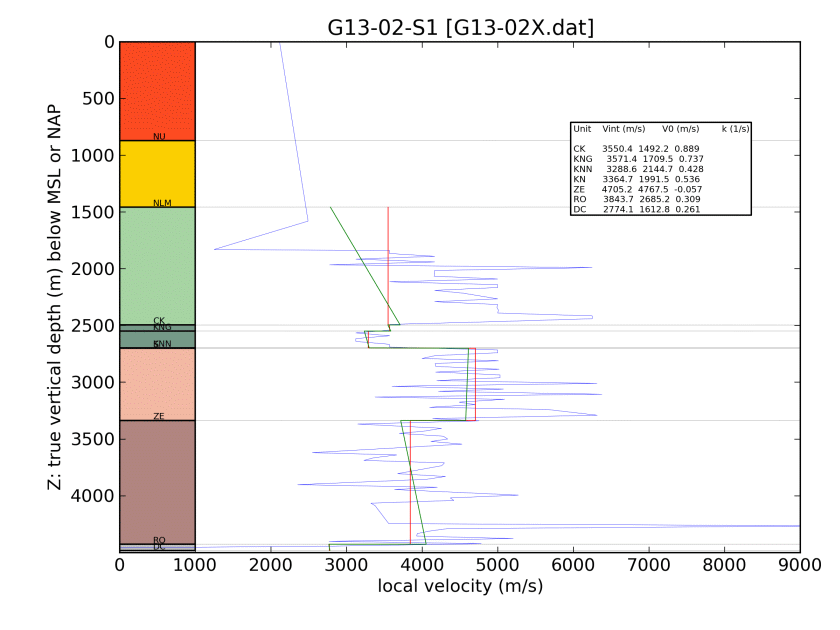 G13-02-S1 [G13-02X.dat]
0
500
1000
1500
2000
2500
3000
3500
4000
Z: true vertical depth (m) below MSL or NAP
NU
NLM
CK
KNG
KNN
ZE
RO
DC
Unit Vint (m/s) V0 (m/s) k (1/s)
CK 3550.4 1492.2 0.889
KNG 3571.4 1709.5 0.737
KNN 3288.6 2144.7 0.428
KN 3364.7 1991.5 0.536
ZE 4705.2 4767.5 -0.057
RO 3843.7 2685.2 0.309
DC 2774.1 1612.8 0.261
0 1000 2000 3000 4000 5000 6000 7000 8000 9000
local velocity (m/s)